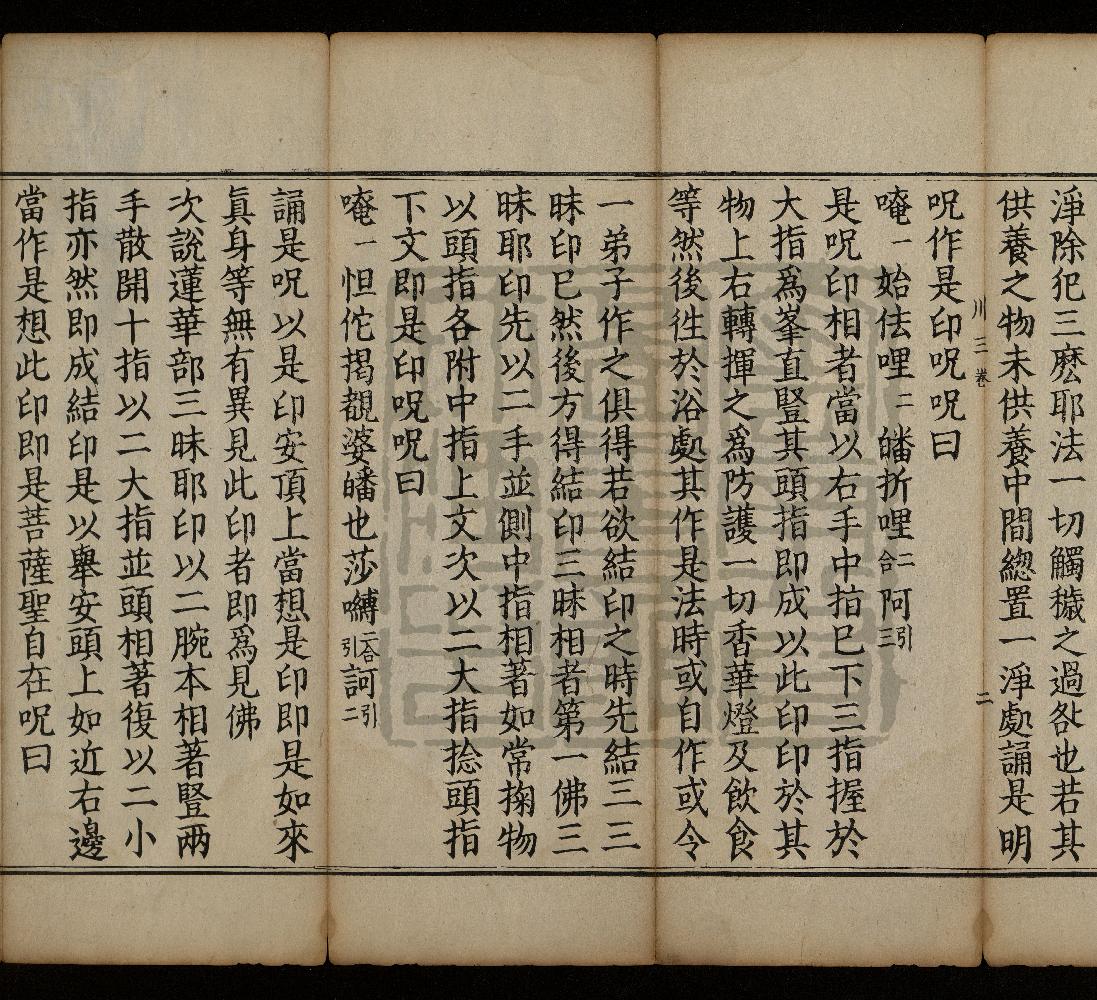 淨除犯三麽耶法一切觸穢之過咎也若其
供養之物未供養中間緫置一淨處誦是明
川三 卷 二
呪作是印呪呪曰
唵一始佉哩二皤折哩二合阿引三
是呪印相者當以右手中指已下三指握於
大指爲峯直豎其頭指即成以此印印於其
物上右轉揮之爲防護一切香華燈及飲食
等然後徃於浴處其作是法時或自作或令
一弟子作之俱得若欲結印之時先結三三
昧印巳然後方得結印三昧相者第一佛三
昧耶印先以二手並側中指相著如常掬物
以頭指各附中指上文次以二大指捻頭指
下文即是印呪呪曰
唵一怛佗揭覩婆皤也莎嚩二合引訶引二
誦是呪以是印安頂上當想是印即是如來
眞身等無有異見此印者即爲見佛
次說蓮華部三昧耶印以二腕本相著豎兩
手散開十指以二大指並頭相著復以二小
指亦然即成結印是以舉安頭上如近右邊
當作是想此印即是菩薩聖自在呪曰